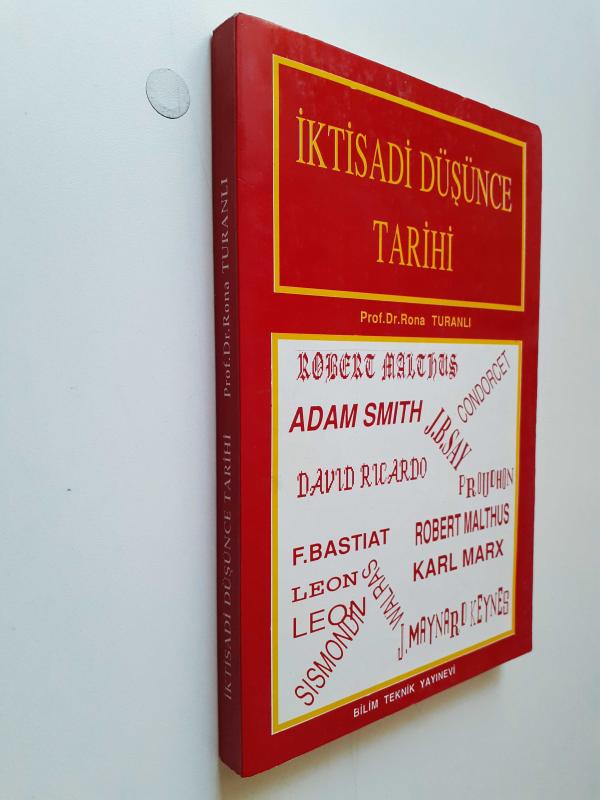 İKTİSADİ DÜŞÜNCE
TARİHİ
Prof.Dr.Rona TURANLI
ROBERT MALTHUS
CONDORCET
ADAM SMITH
J.B.SAY
DAVID RICARDO
PROUDHON
F.BASTIAT
ROBERT MALTHUS
LEON
KARL MARX
LEON
WALRAS
SISMONDI
J.MAYNARD KEYNES
BİLİM TEKNİK YAYINEVİ
İKTİSADİ DÜŞÜNCE TARİHİ Prof.Dr.Rona TURANLI